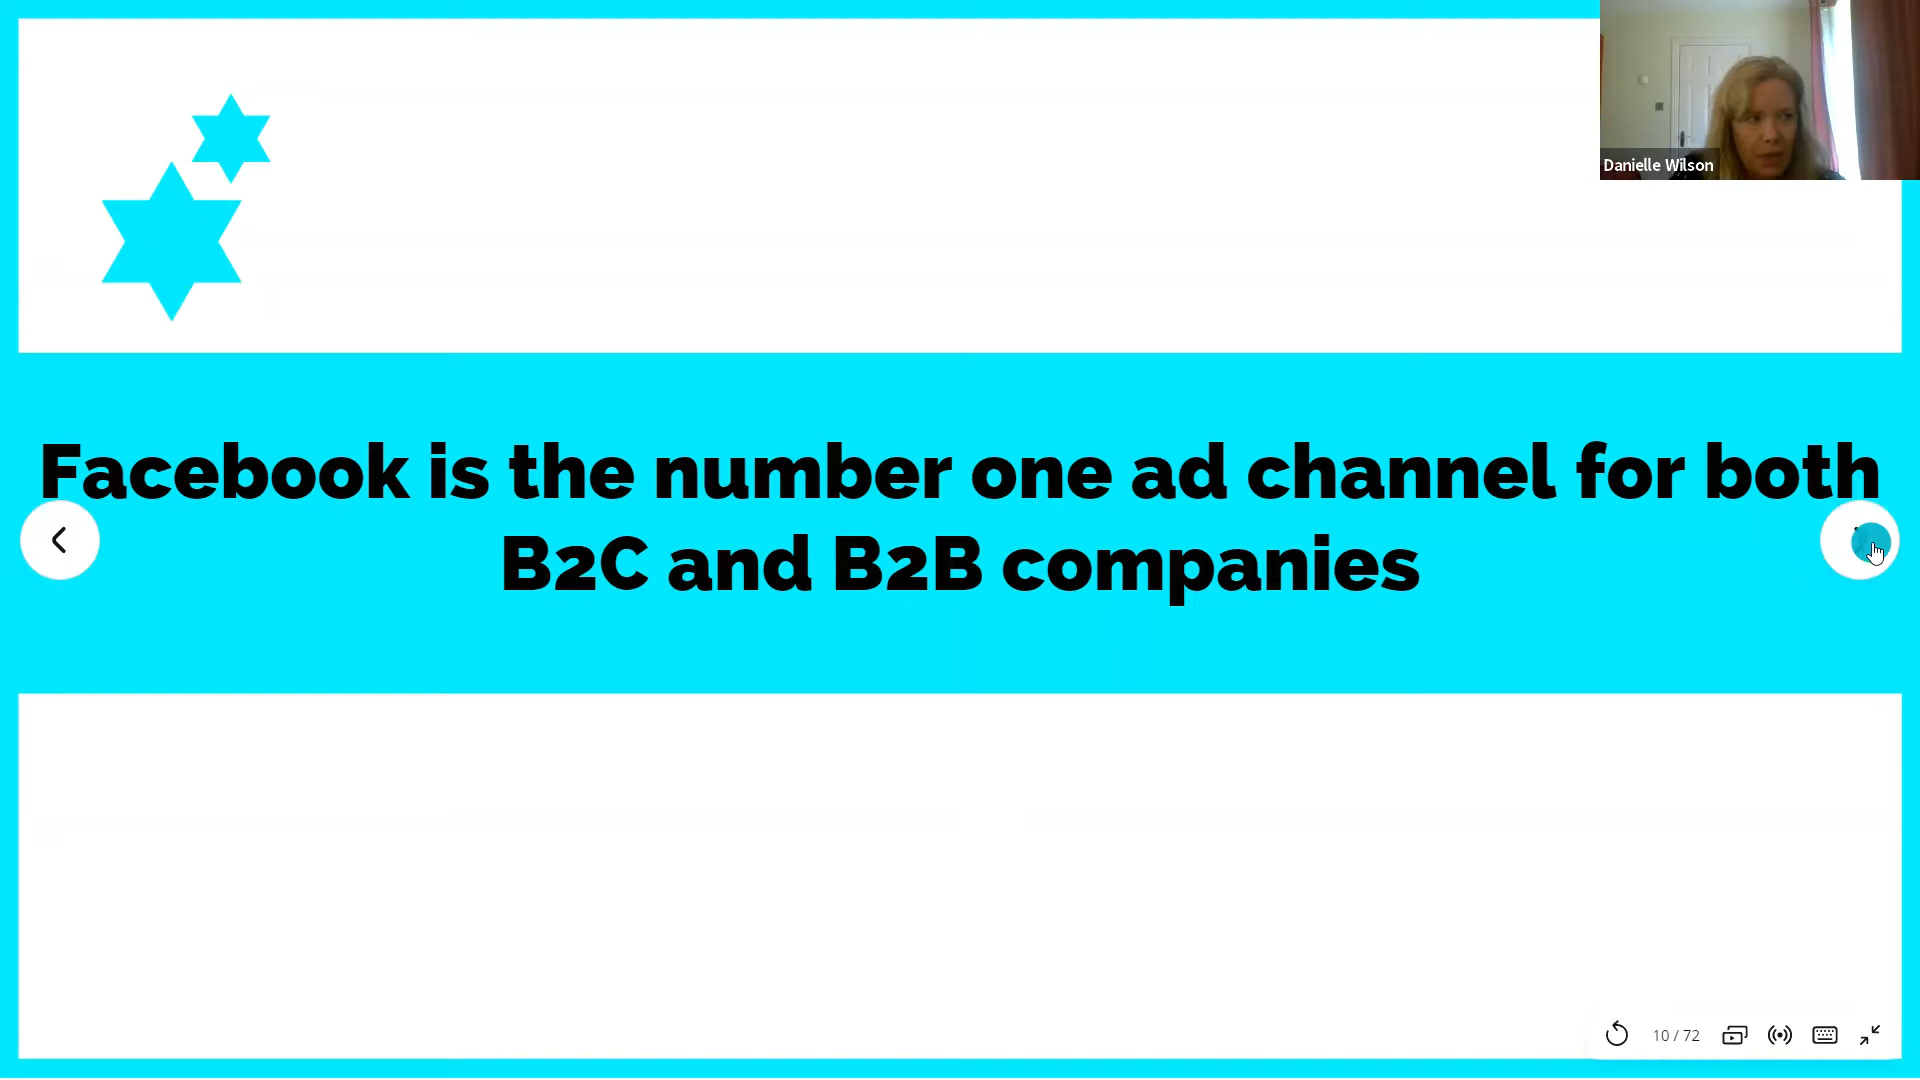 Danielle Wilson
Facebook is the number one ad channel for both
B2C and B2B companies
10 / 72